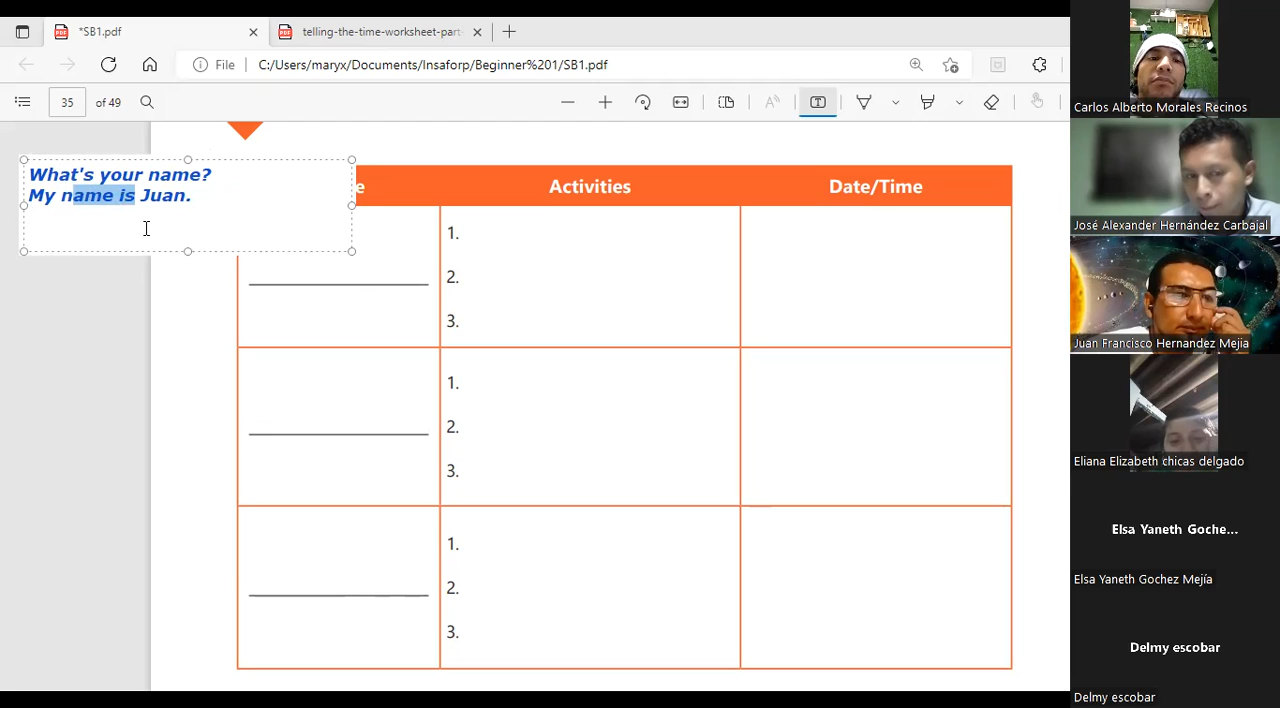 *SB1.pdf
telling-the-time-worksheet-part
File
C:/Users/maryx/Documents/Insaforp/Beginner%201/SB1.pdf
35 of 49
What's your name?
My name is Juan.
e
Activities
Date/Time
1.
2.
3.
1.
2.
3.
1.
2.
3.
Carlos Alberto Morales Recinos
José Alexander Hernández Carbajal
Juan Francisco Hernandez Mejia
Eliana Elizabeth chicas delgado
Elsa Yaneth Goche...
Elsa Yaneth Gochez Mejía
Delmy escobar
Delmy escobar